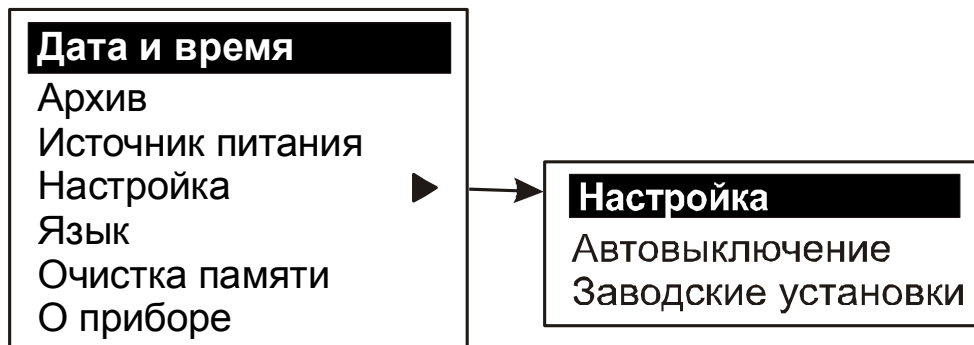 Дата и время
Архив
Источник питания
Настройка
Язык
Очистка памяти
О приборе
Настройка
Автовыключение
Заводские установки